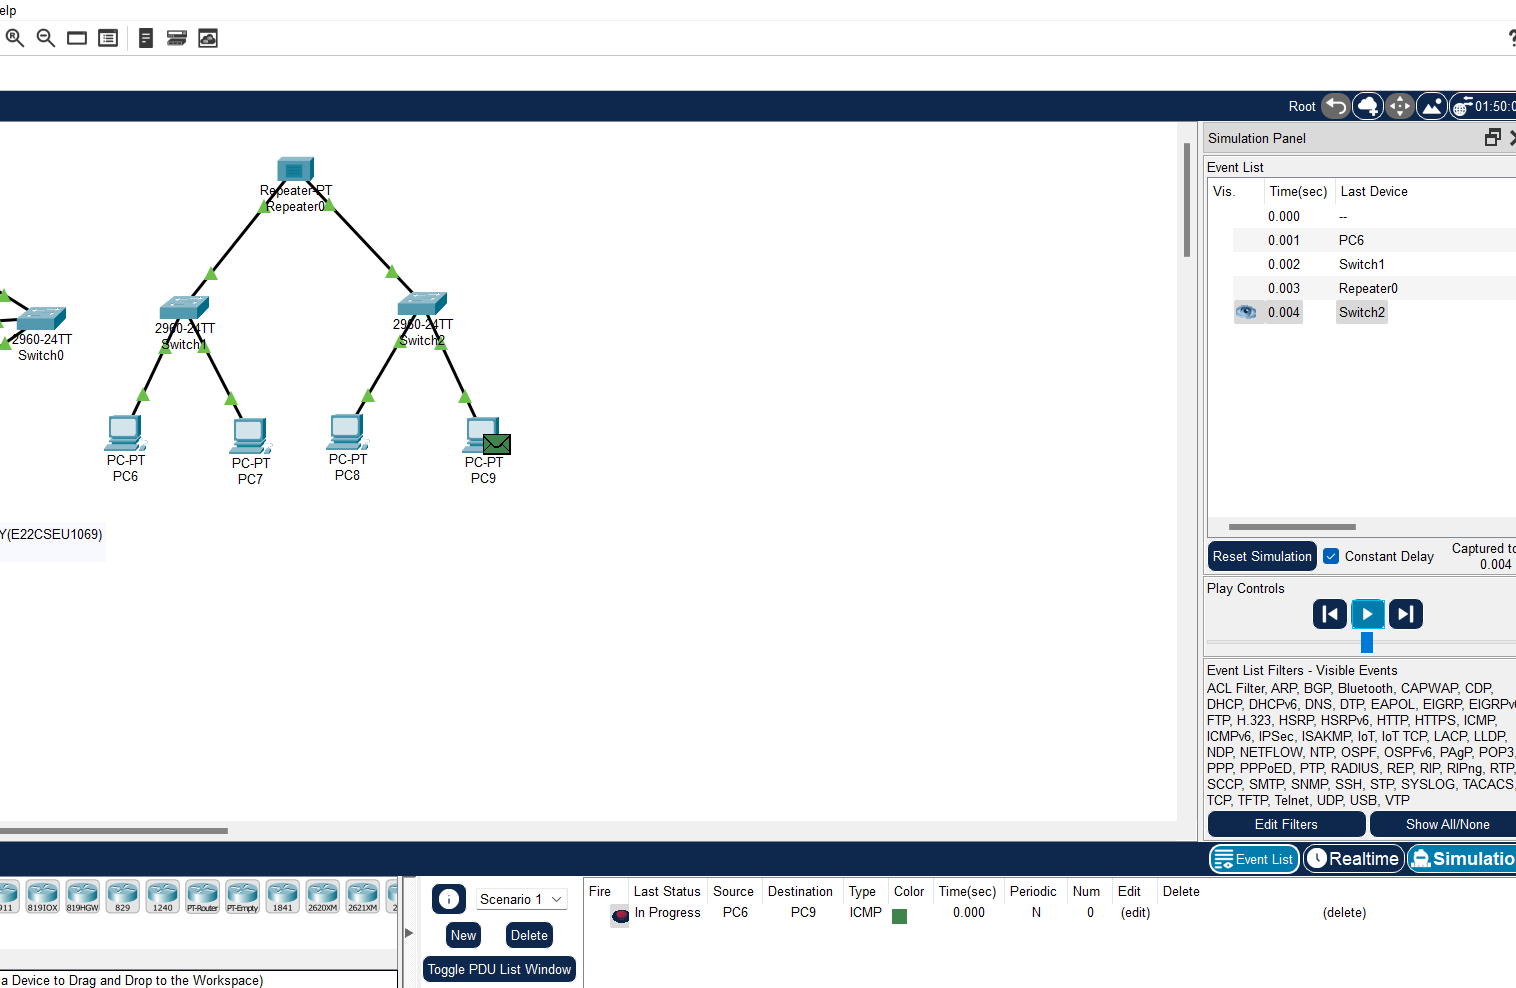 elp
Root
01:50:0
Simulation Panel
Event List
Vis. Time(sec) Last Device
0.000 --
0.001 PC6
0.002 Switch1
0.003 Repeater0
0.004 Switch2
Repeater-PT
Repeater0
2960-24TT
Switch0
2960-24TT
Switch1
2960-24TT
Switch2
PC-PT
PC6
PC-PT
PC7
PC-PT
PC8
PC-PT
PC9
Y(E22CSEU1069)
Reset Simulation Constant Delay Captured to
0.004
Play Controls
Event List Filters - Visible Events
ACL Filter, ARP, BGP, Bluetooth, CAPWAP, CDP,
DHCP, DHCPv6, DNS, DTP, EAPOL, EIGRP, EIGRPv6
FTP, H.323, HSRP, HSRPv6, HTTP, HTTPS, ICMP,
ICMPv6, IPSec, ISAKMP, IoT, IoT TCP, LACP, LLDP,
NDP, NETFLOW, NTP, OSPF, OSPFv6, PAgP, POP3,
PPP, PPPoED, PTP, RADIUS, REP, RIP, RIPng, RTP,
SCCP, SMTP, SNMP, SSH, STP, SYSLOG, TACACS,
TCP, TFTP, Telnet, UDP, USB, VTP
Edit Filters Show All/None
Event List Realtime Simulatio
911 819IOX 819HGW 829 1240 PT-Router PT-Empty 1841 2620XM 2621XM 2
a Device to Drag and Drop to the Workspace)
Scenario 1
New Delete
Toggle PDU List Window
Fire Last Status Source Destination Type Color Time(sec) Periodic Num Edit Delete
In Progress PC6 PC9 ICMP 0.000 N 0 (edit) (delete)